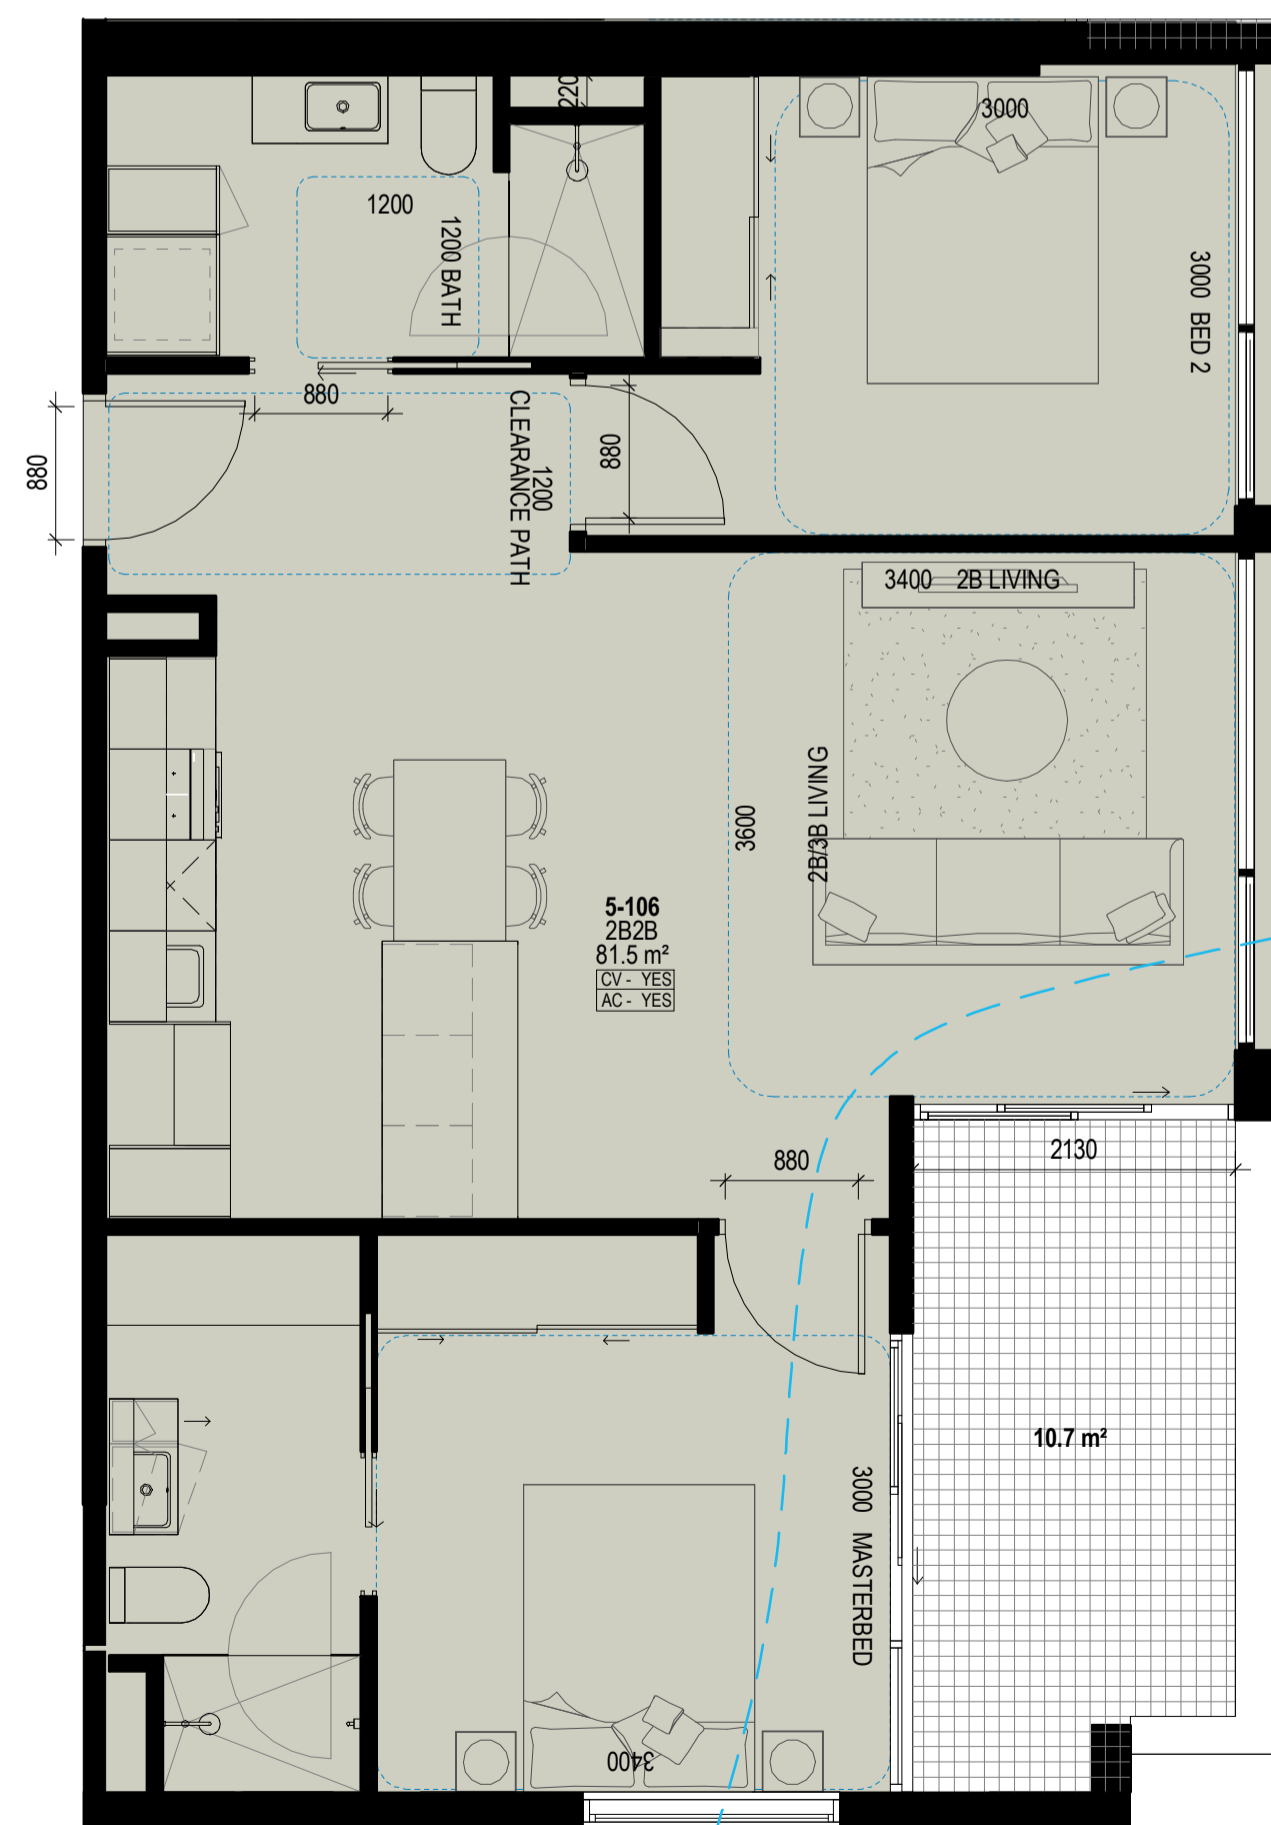 220
3000
1200
1200 BATH
3000 BED 2
880
880
880
1200
CLEARANCE PATH
3400 2B LIVING
3600
2B/3B LIVING
5-106
2B2B
81.5 m²
CV - YES
AC - YES
880
2130
10.7 m²
3000 MASTERBED
3400